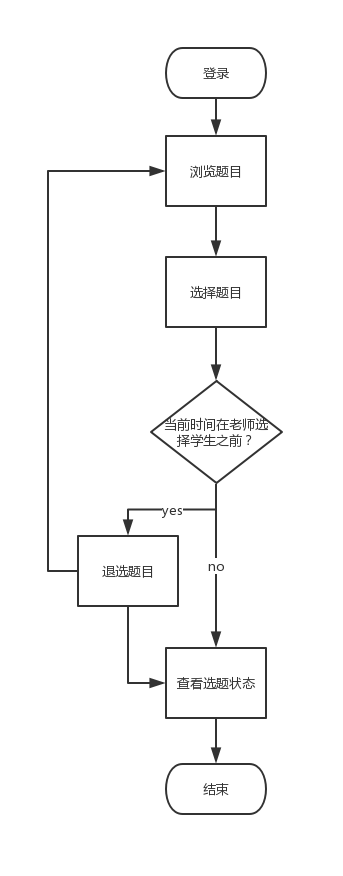 登录
浏览题目
选择题目
当前时间在老师选
择学生之前？
yes
退选题目
no
查看选题状态
结束